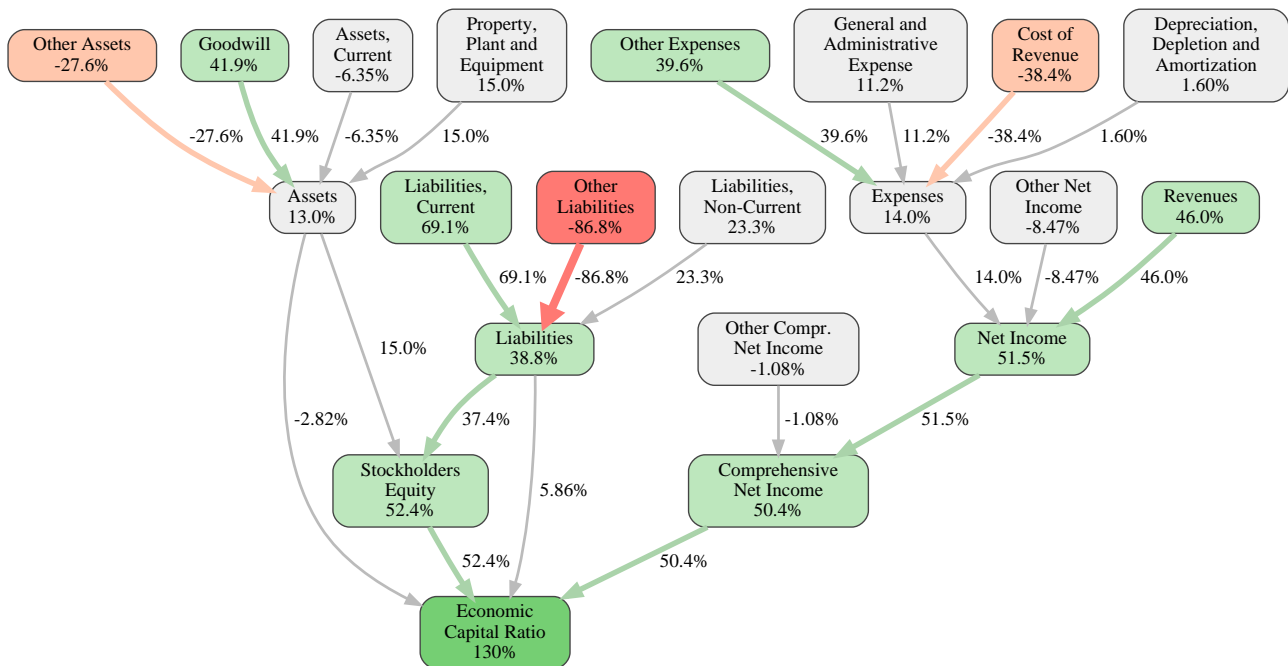 Other Assets
-27.6%
Goodwill
41.9%
Assets,
Current
-6.35%
Property,
Plant and
Equipment
15.0%
Other Expenses
39.6%
General and
Administrative
Expense
11.2%
Cost of
Revenue
-38.4%
Depreciation,
Depletion and
Amortization
1.60%
-27.6%
41.9%
-6.35%
15.0%
39.6%
11.2%
-38.4%
1.60%
Assets
13.0%
Liabilities,
Current
69.1%
Other
Liabilities
-86.8%
Liabilities,
Non-Current
23.3%
Expenses
14.0%
Other Net
Income
-8.47%
Revenues
46.0%
69.1%
-86.8%
23.3%
14.0%
-8.47%
46.0%
15.0%
Liabilities
38.8%
Other Compr.
Net Income
-1.08%
Net Income
51.5%
-2.82%
37.4%
-1.08%
51.5%
Stockholders
Equity
52.4%
5.86%
Comprehensive
Net Income
50.4%
52.4%
50.4%
Economic
Capital Ratio
130%